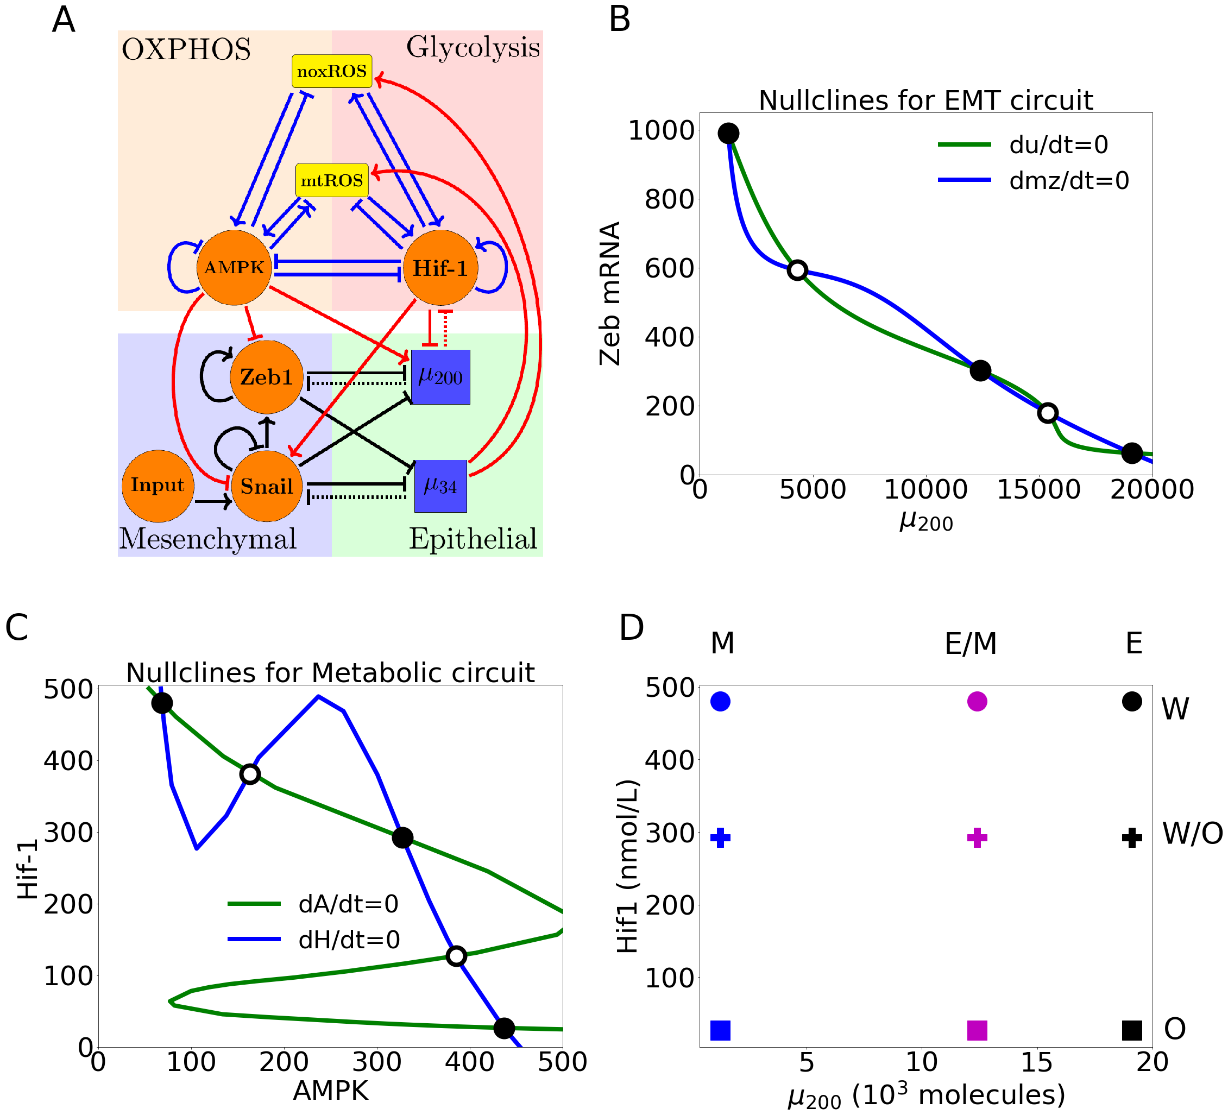 A
OXPHOS
Glycolysis
noxROS
mtROS
AMPK
Hif-1
Zeb1
μ200
Input
Snail
μ34
Mesenchymal
Epithelial
B
Nullclines for EMT circuit
1000
800
600
400
200
0
Zeb mRNA
du/dt=0
dmz/dt=0
0 5000 10000 15000 20000
μ200
C
Nullclines for Metabolic circuit
500
400
300
200
100
0
Hif-1
dA/dt=0
dH/dt=0
0 100 200 300 400 500
AMPK
D
M E/M E
500
400
300
200
100
Hif1 (nmol/L)
W
W/O
O
5 10 15 20
μ200 (10³ molecules)